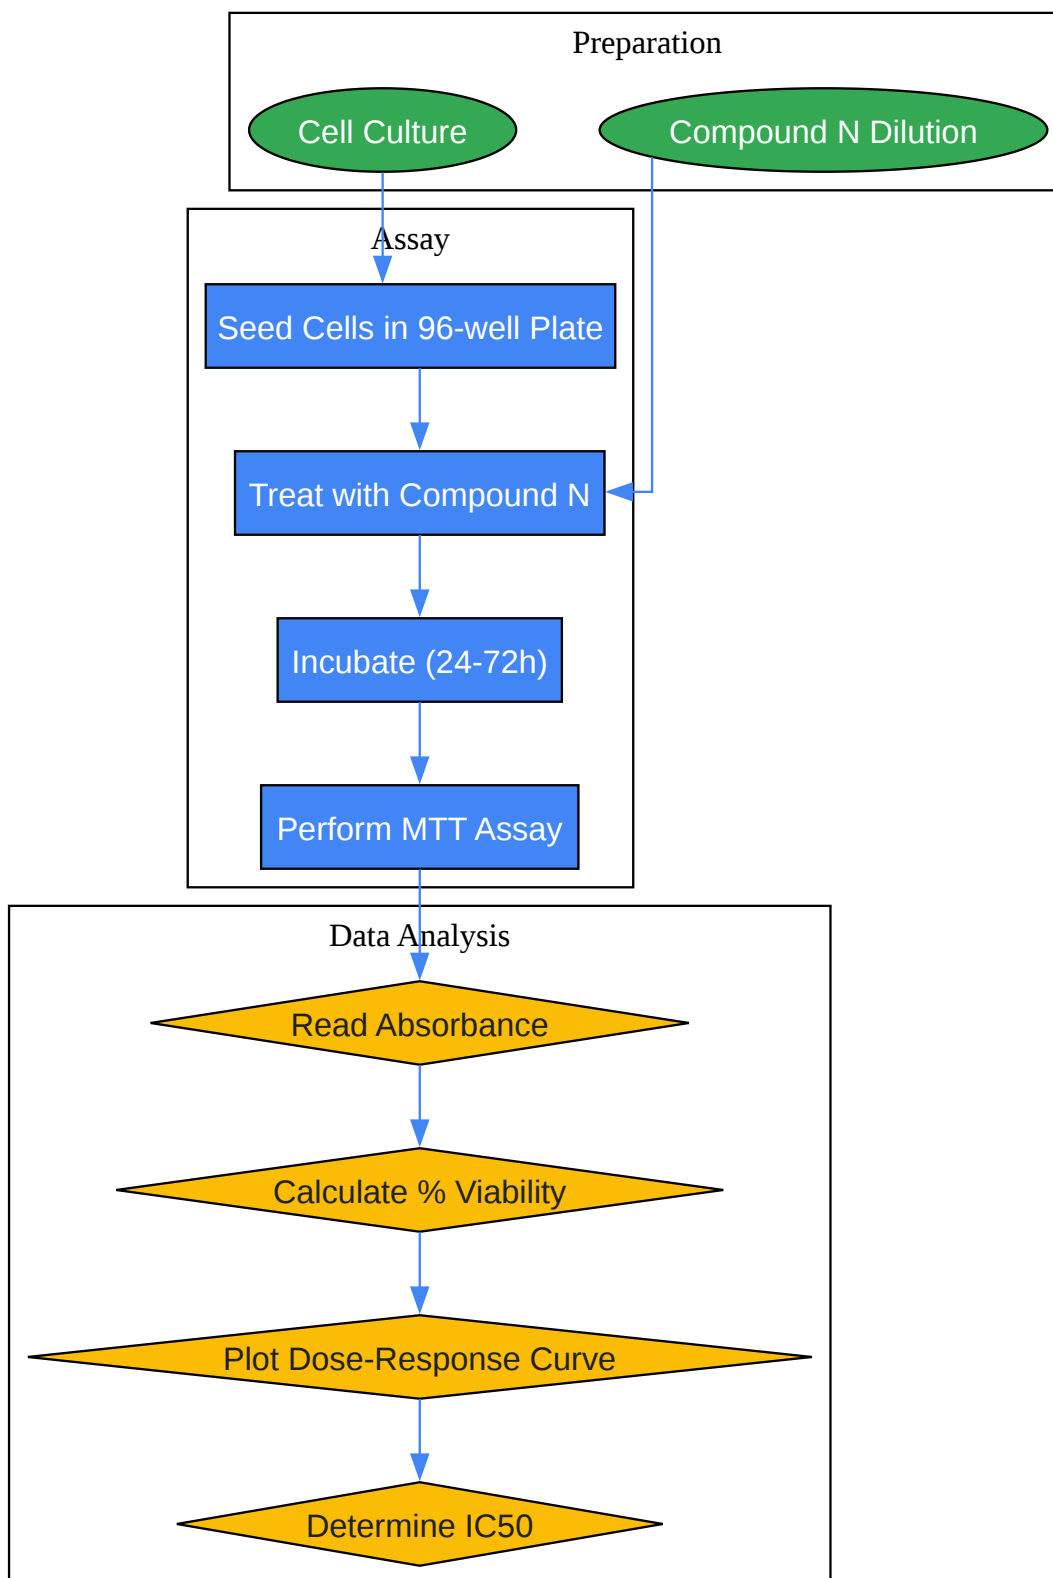 Preparation
Cell Culture
Compound N Dilution
Assay
Seed Cells in 96-well Plate
Treat with Compound N
Incubate (24-72h)
Perform MTT Assay
Data Analysis
Read Absorbance
Calculate % Viability
Plot Dose-Response Curve
Determine IC50